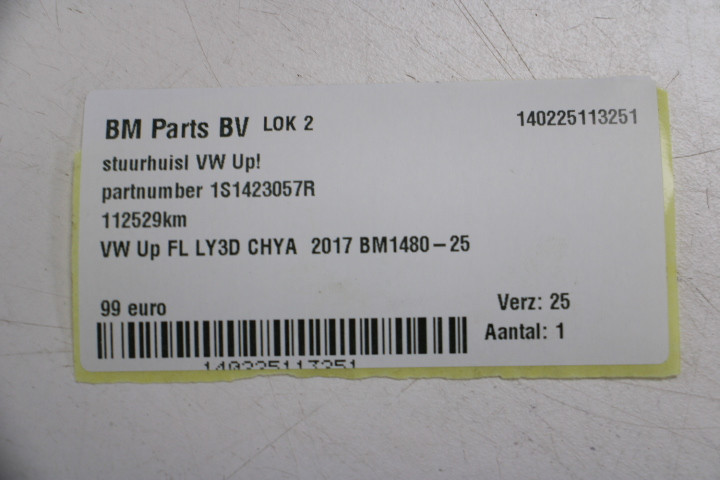 BM Parts BV LOK 2 140225113251
stuurhuisl VW Up!
partnumber 1S1423057R
112529km
VW Up FL LY3D CHYA 2017 BM1480-25
99 euro Verz: 25
Aantal: 1
140225113251